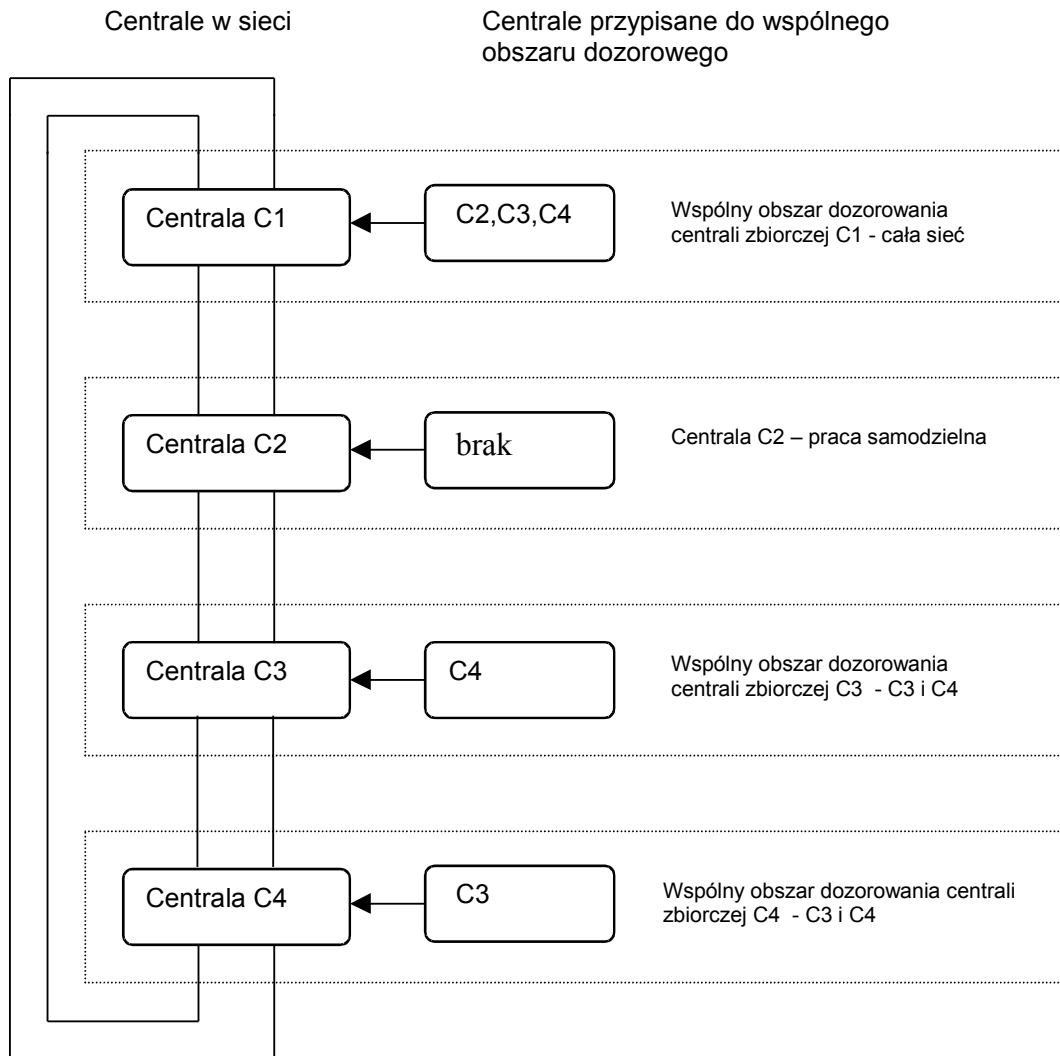 Centrale w sieci
Centrale przypisane do wspólnego
obszaru dozorowego
Centrala C1
C2,C3,C4
Wspólny obszar dozorowania
centrali zbiorczej C1 - cała sieć
Centrala C2
brak
Centrala C2 – praca samodzielna
Centrala C3
C4
Wspólny obszar dozorowania
centrali zbiorczej C3 - C3 i C4
Centrala C4
C3
Wspólny obszar dozorowania centrali
zbiorczej C4 - C3 i C4